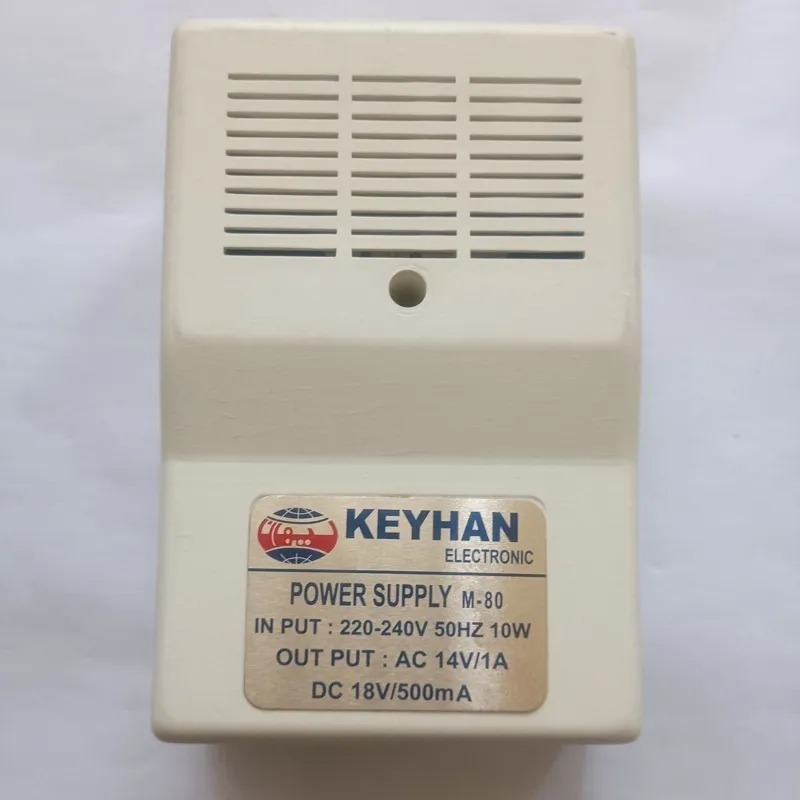 KEYHAN
ELECTRONIC
POWER SUPPLY M-80
IN PUT : 220-240V 50HZ 10W
OUT PUT : AC 14V/1A
DC 18V/500mA